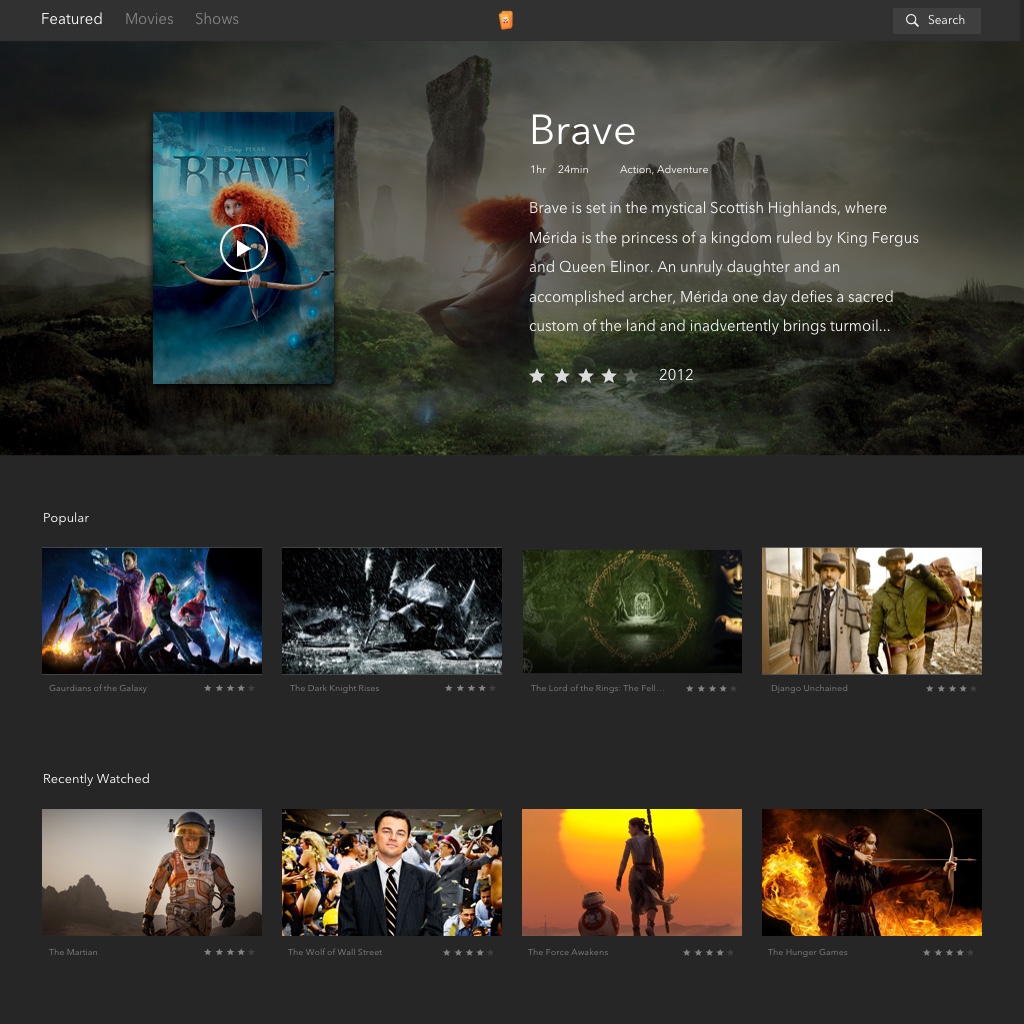 Featured Movies Shows Search
Disney PIXAR
BRAVE
Brave
1hr 24min Action, Adventure
Brave is set in the mystical Scottish Highlands, where
Mérida is the princess of a kingdom ruled by King Fergus
and Queen Elinor. An unruly daughter and an
accomplished archer, Mérida one day defies a sacred
custom of the land and inadvertently brings turmoil...
2012
Popular
Gaurdians of the Galaxy
The Dark Knight Rises
The Lord of the Rings: The Fell...
Django Unchained
Recently Watched
The Martian
The Wolf of Wall Street
The Force Awakens
The Hunger Games